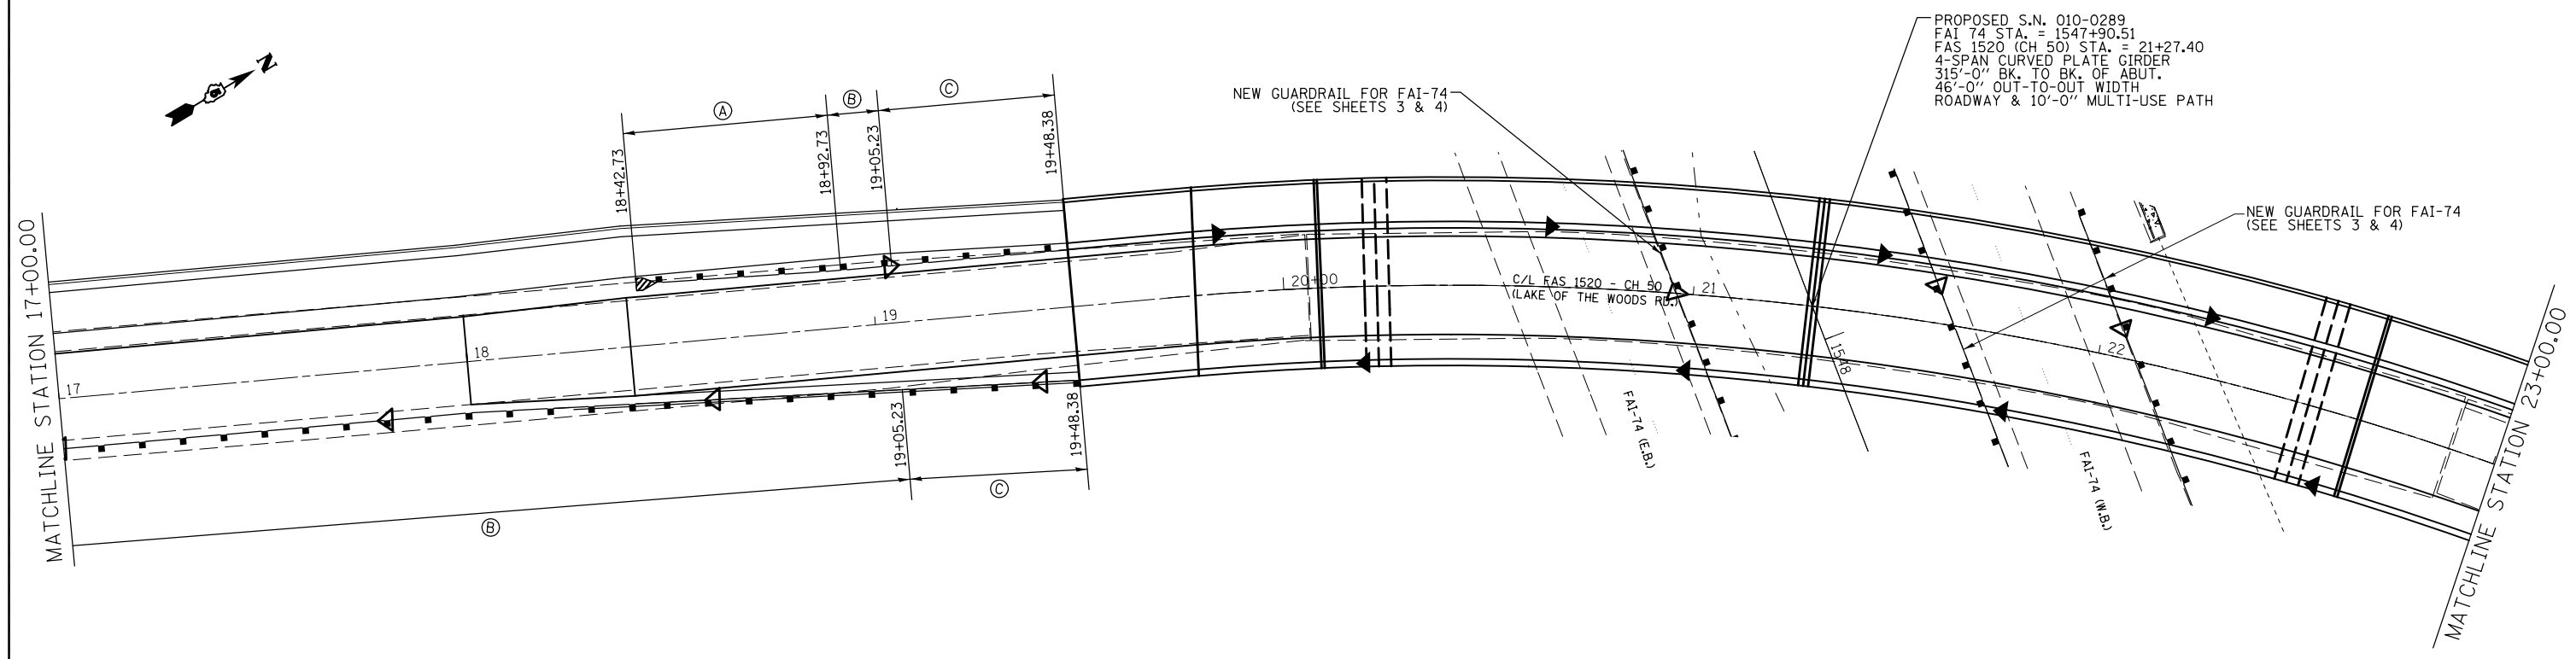 PROPOSED S.N. 010-0289
FAI 74 STA. = 1547+90.51
FAS 1520 (CH 50) STA. = 21+27.40
4-SPAN CURVED PLATE GIRDER
315'-0'' BK. TO BK. OF ABUT.
46'-0'' OUT-TO-OUT WIDTH
ROADWAY & 10'-0'' MULTI-USE PATH
N
NEW GUARDRAIL FOR FAI-74
(SEE SHEETS 3 & 4)
A
B
C
18+42.73
18+92.73
19+05.23
19+48.38
NEW GUARDRAIL FOR FAI-74
(SEE SHEETS 3 & 4)
MATCHLINE STATION 17+00.00
17
18
19
20+00
C/L FAS 1520 - CH 50
(LAKE OF THE WOODS RD.)
21
1548
22
FAI-74 (E.B.)
FAI-74 (W.B.)
19+05.23
19+48.38
B
C
MATCHLINE STATION 23+00.00